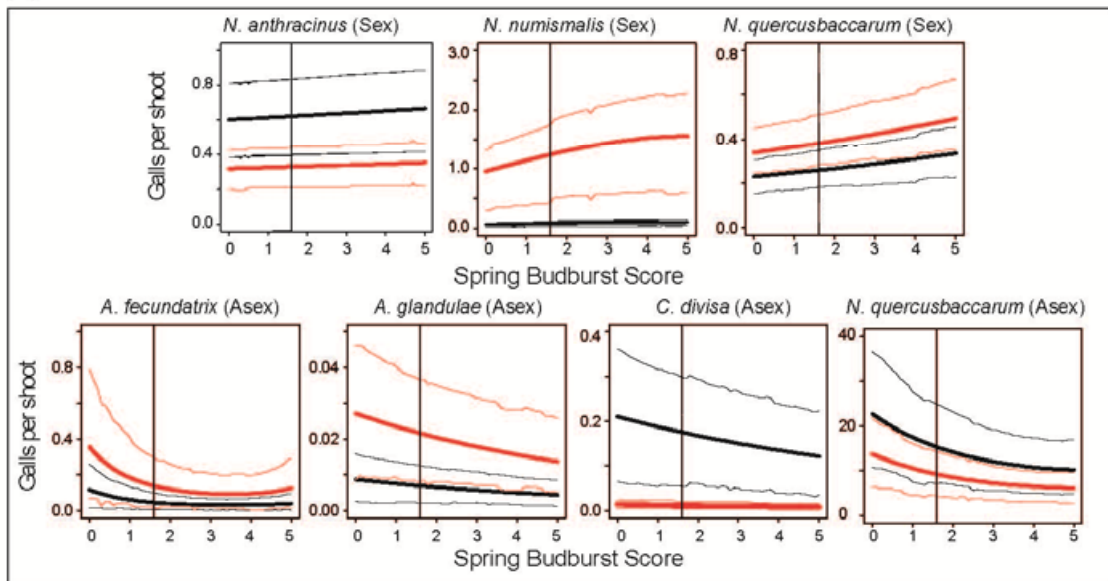 N. anthracinus (Sex) N. numismalis (Sex) N. quercusbaccarum (Sex)
Galls per shoot
0.8
0.4
0.0
0 1 2 3 4 5
3.0
2.0
1.0
0.0
0 1 2 3 4 5
0.8
0.4
0
0 1 2 3 4 5
Spring Budburst Score
A. fecundatrix (Asex) A. glandulae (Asex) C. divisa (Asex) N. quercusbaccarum (Asex)
Galls per shoot
0.8
0.4
0.0
0 1 2 3 4 5
0.04
0.02
0.00
0 1 2 3 4 5
0.4
0.2
0.0
0 1 2 3 4 5
40
20
0
0 1 2 3 4 5
Spring Budburst Score